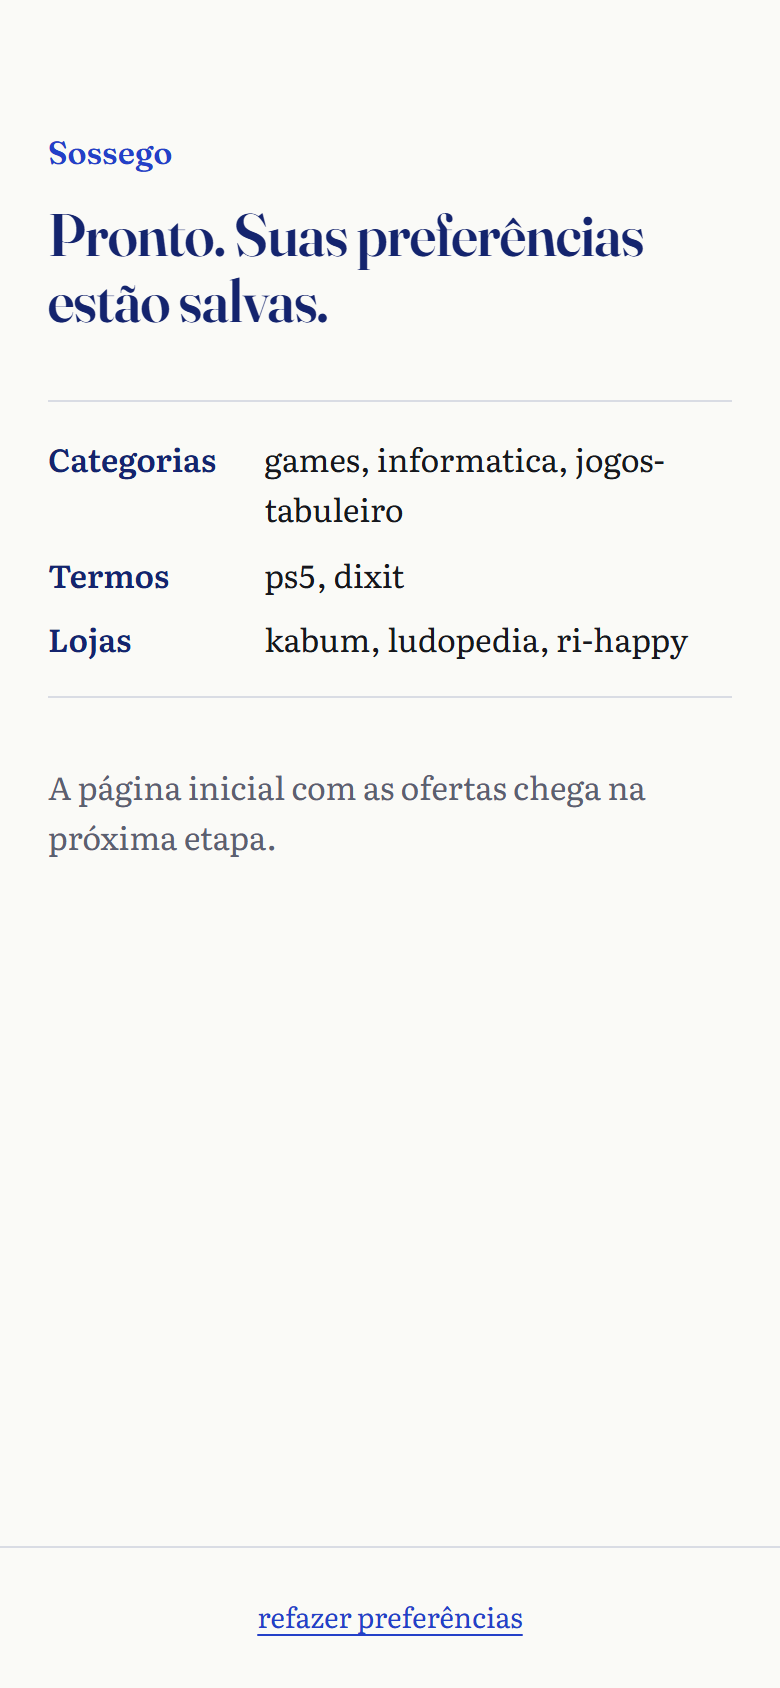 Sossego
Pronto. Suas preferências
estão salvas.
Categorias games, informatica, jogos-
tabuleiro
Termos ps5, dixit
Lojas kabum, ludopedia, ri-happy
A página inicial com as ofertas chega na
próxima etapa.
refazer preferências